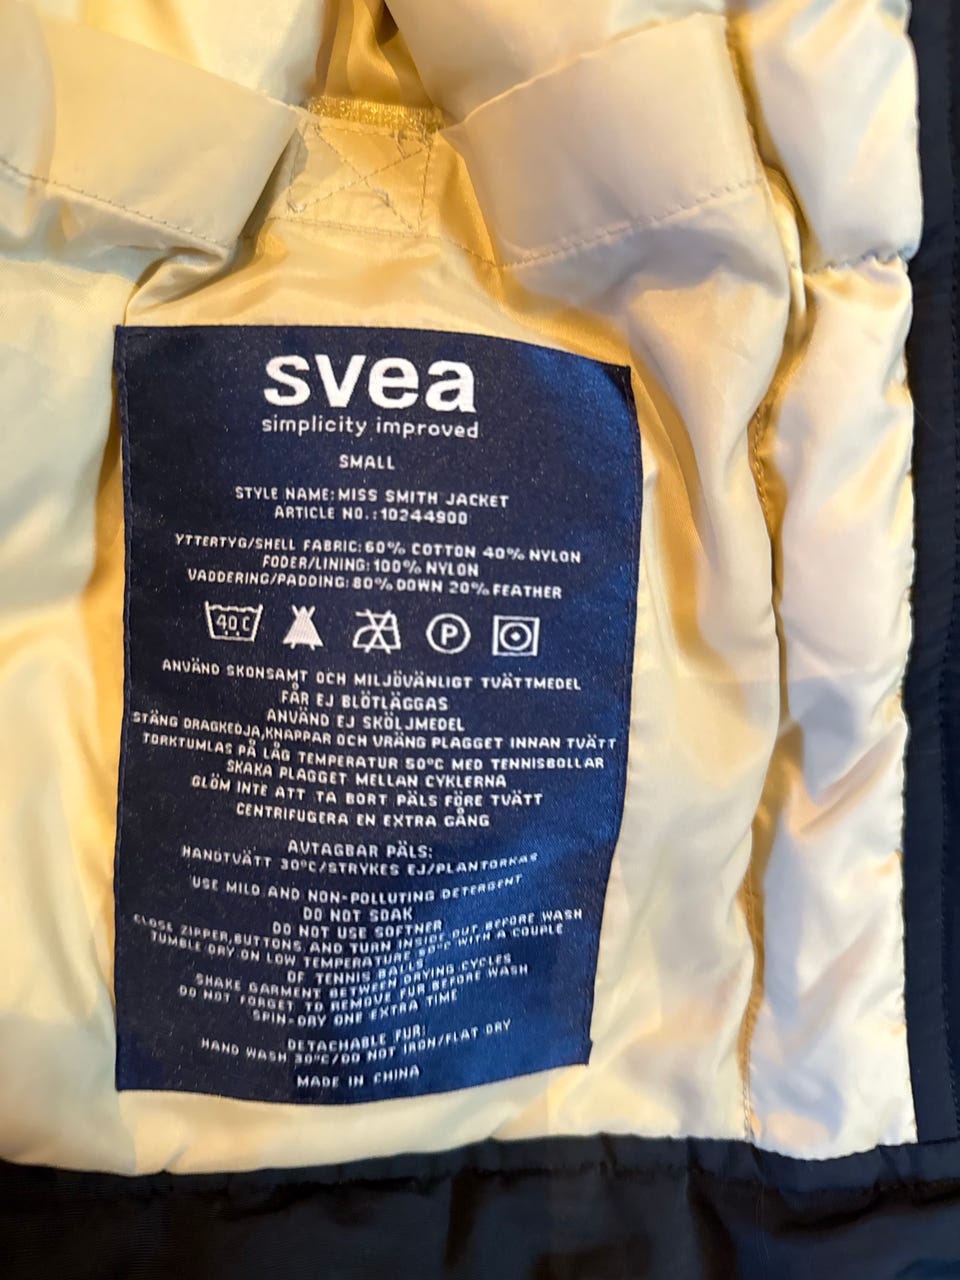 svea
simplicity improved
SMALL
STYLE NAME: MISS SMITH JACKET
ARTICLE NO.: 10244900
YTTERTYG/SHELL FABRIC: 60% COTTON 40% NYLON
FODER/LINING: 100% NYLON
VADDERING/PADDING: 80% DOWN 20% FEATHER
40 C P
ANVÄND SKONSAMT OCH MILJÖVÄNLIGT TVÄTTMEDEL
FÅR EJ BLÖTLÄGGAS
ANVÄND EJ SKÖLJMEDEL
STÄNG DRAGKEDJA, KNAPPAR OCH VRÄNG PLAGGET INNAN TVÄTT
TORKTUMLAS PÅ LÅG TEMPERATUR 50°C MED TENNISBOLLAR
SKAKA PLAGGET MELLAN CYKLERNA
GLÖM INTE ATT TA BORT PÄLS FÖRE TVÄTT
CENTRIFUGERA EN EXTRA GÅNG
AVTAGBAR PÄLS:
HANDTVÄTT 30°C/STRYKES EJ/PLANTORKAS
USE MILD AND NON-POLLUTING DETERGENT
DO NOT SOAK
DO NOT USE SOFTNER
CLOSE ZIPPER, BUTTONS AND TURN INSIDE OUT BEFORE WASH
TUMBLE DRY ON LOW TEMPERATURE 50°C WITH A COUPLE
OF TENNIS BALLS
SHAKE GARMENT BETWEEN DRYING CYCLES
DO NOT FORGET TO REMOVE FUR BEFORE WASH
SPIN-DRY ONE EXTRA TIME
DETACHABLE FUR:
HAND WASH 30°C/DO NOT IRON/FLAT DRY
MADE IN CHINA